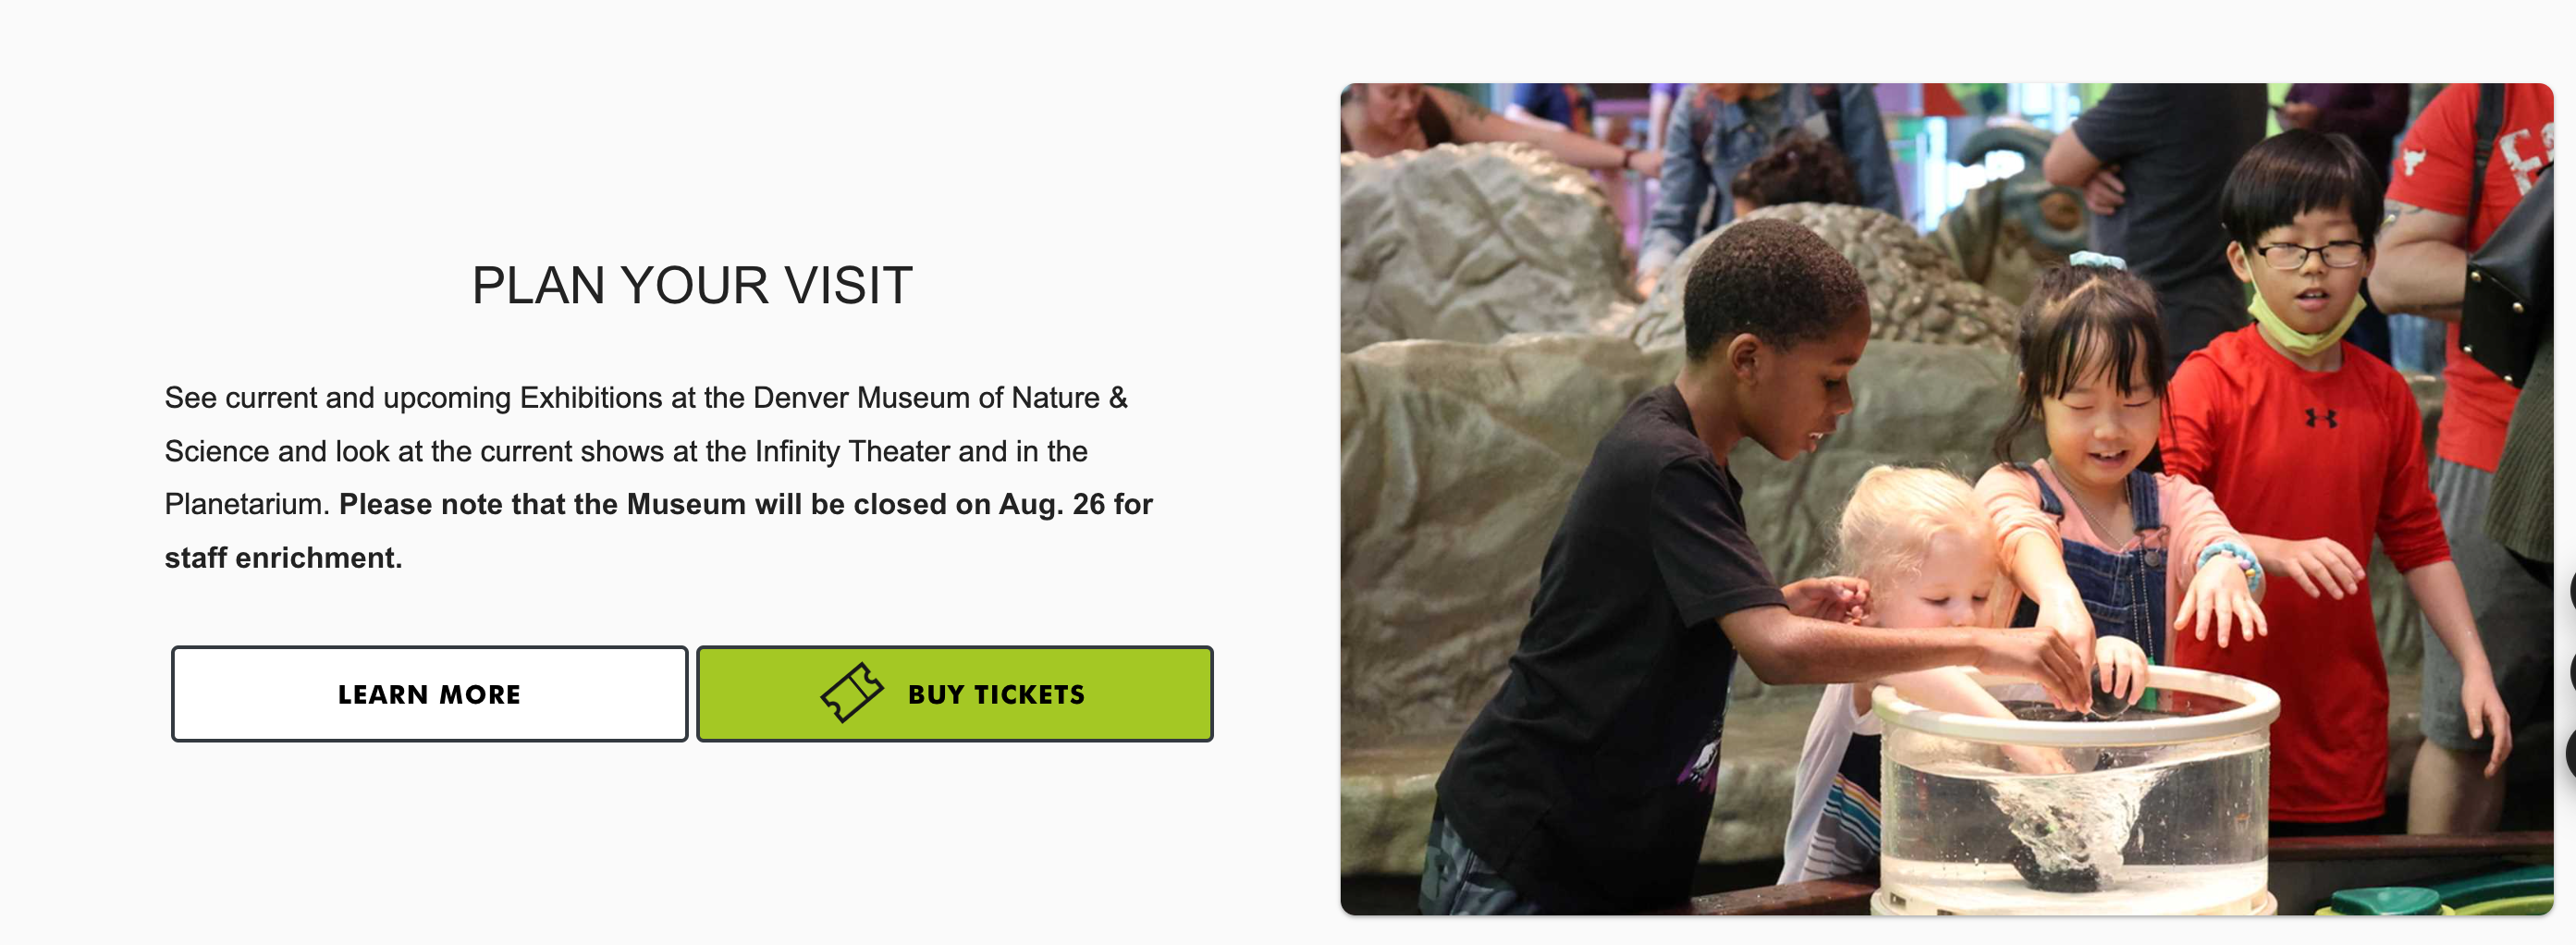 PLAN YOUR VISIT
See current and upcoming Exhibitions at the Denver Museum of Nature &
Science and look at the current shows at the Infinity Theater and in the
Planetarium. Please note that the Museum will be closed on Aug. 26 for
staff enrichment.
LEARN MORE
BUY TICKETS